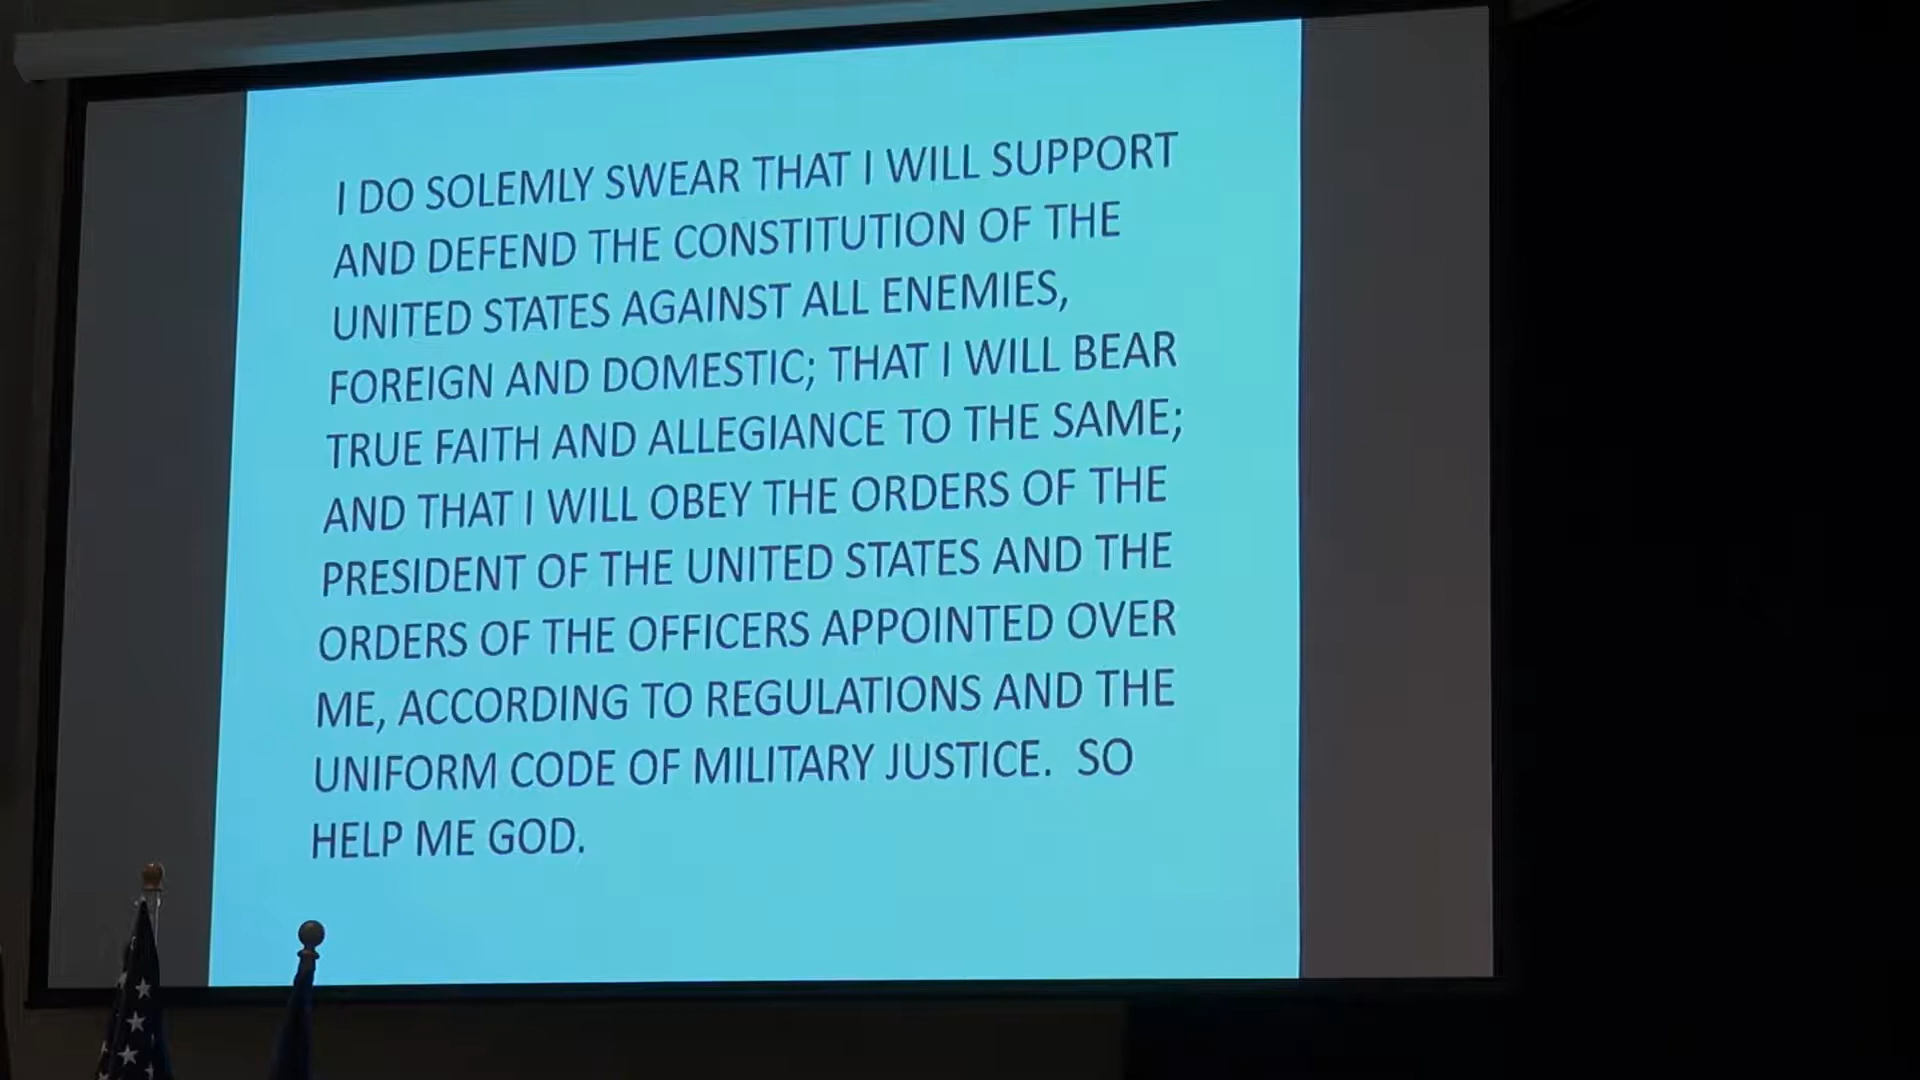 I DO SOLEMLY SWEAR THAT I WILL SUPPORT
AND DEFEND THE CONSTITUTION OF THE
UNITED STATES AGAINST ALL ENEMIES,
FOREIGN AND DOMESTIC; THAT I WILL BEAR
TRUE FAITH AND ALLEGIANCE TO THE SAME;
AND THAT I WILL OBEY THE ORDERS OF THE
PRESIDENT OF THE UNITED STATES AND THE
ORDERS OF THE OFFICERS APPOINTED OVER
ME, ACCORDING TO REGULATIONS AND THE
UNIFORM CODE OF MILITARY JUSTICE.  SO
HELP ME GOD.